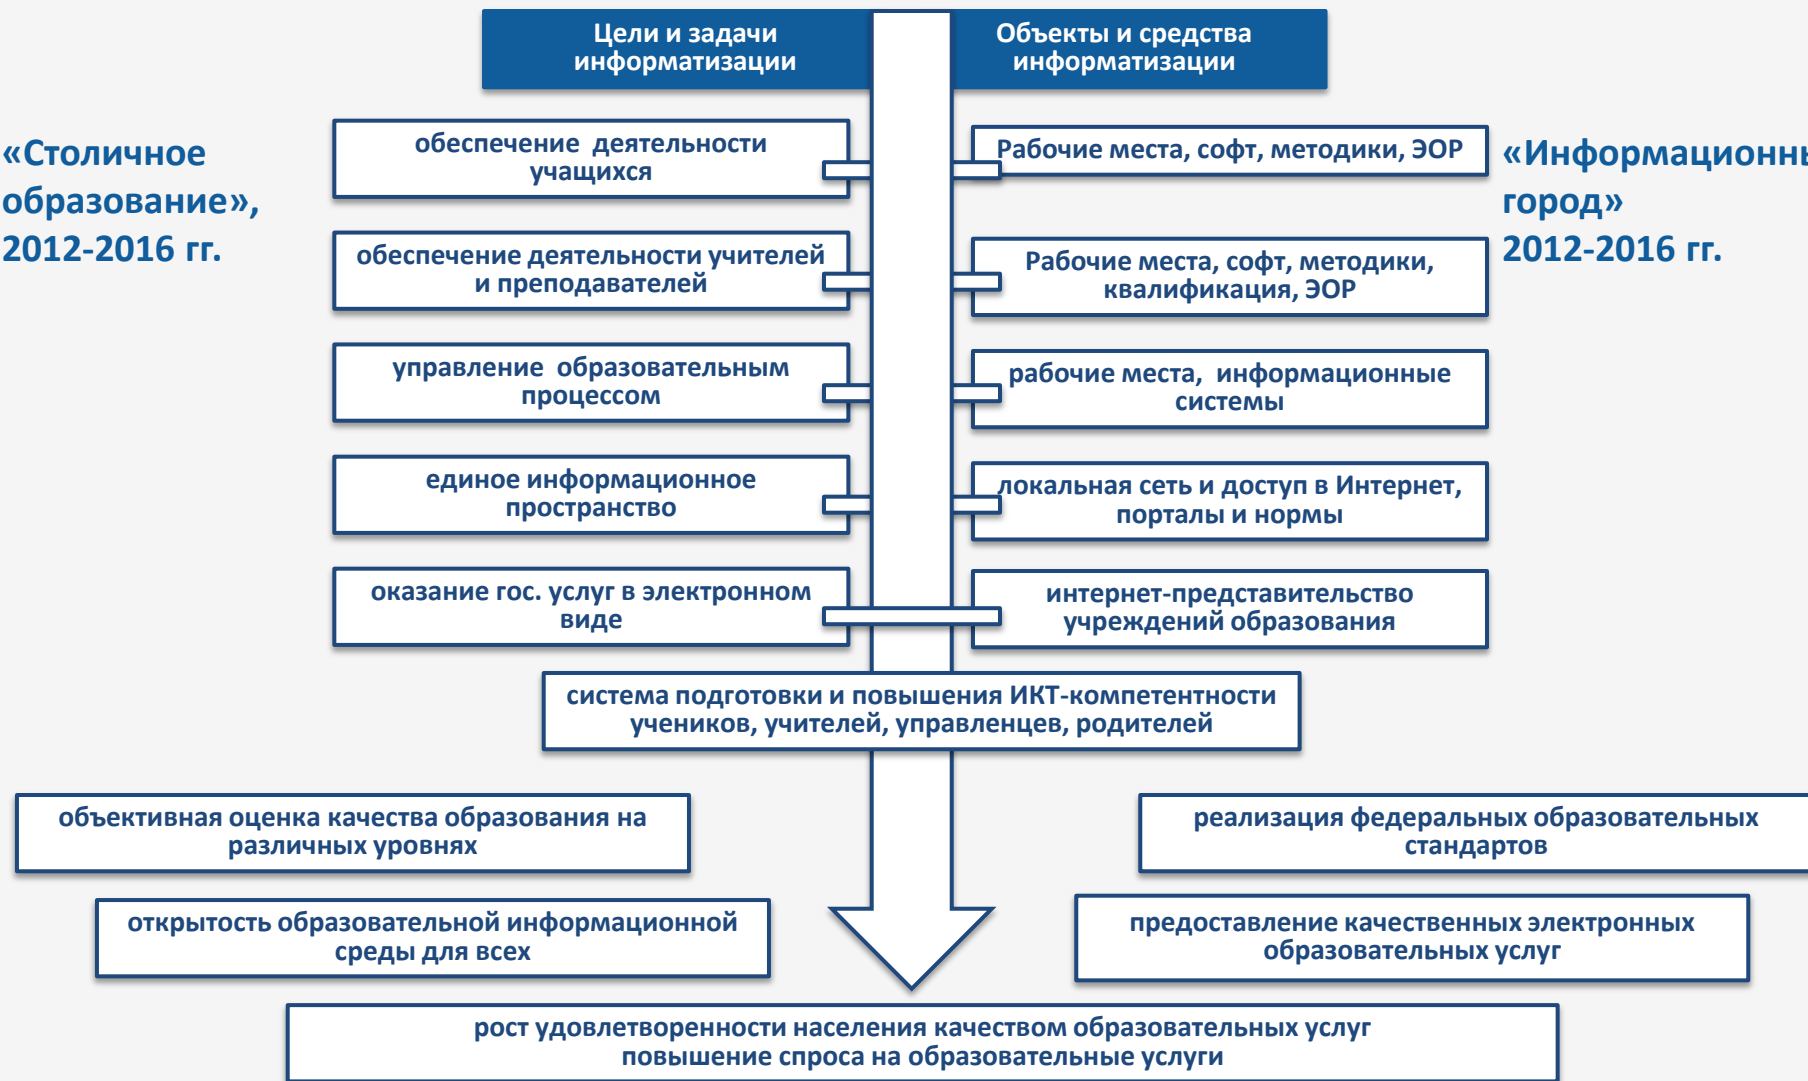 Цели и задачи
информатизации
Объекты и средства
информатизации
«Столичное
образование»,
2012-2016 гг.
«Информационны
город»
2012-2016 гг.
обеспечение деятельности
учащихся
Рабочие места, софт, методики, ЭОР
обеспечение деятельности учителей
и преподавателей
Рабочие места, софт, методики,
квалификация, ЭОР
управление образовательным
процессом
рабочие места, информационные
системы
единое информационное
пространство
локальная сеть и доступ в Интернет,
порталы и нормы
оказание гос. услуг в электронном
виде
интернет-представительство
учреждений образования
система подготовки и повышения ИКТ-компетентности
учеников, учителей, управленцев, родителей
объективная оценка качества образования на
различных уровнях
реализация федеральных образовательных
стандартов
открытость образовательной информационной
среды для всех
предоставление качественных электронных
образовательных услуг
рост удовлетворенности населения качеством образовательных услуг
повышение спроса на образовательные услуги